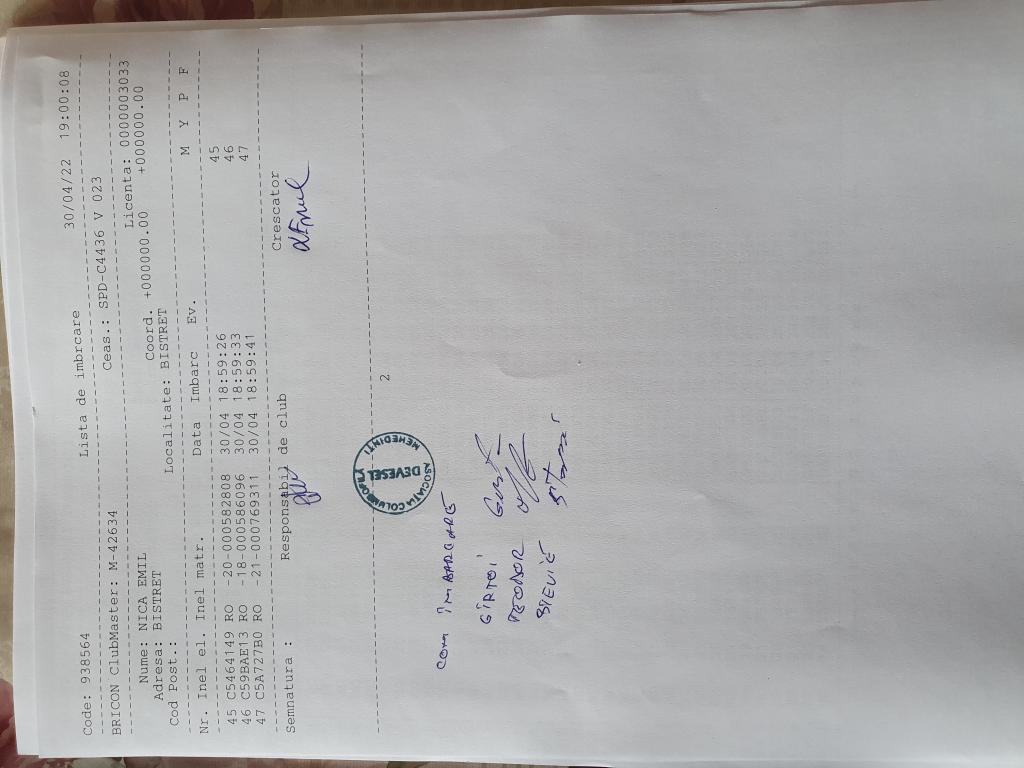 30/04/22 19:00:08
Code: 938564 Lista de imbrcare
BRICON ClubMaster: M-42634 Ceas.: SPD-C4436 V 023
Nume: NICA EMIL Licenta: 0000003033
Adresa: BISTRET Coord. +000000.00 +000000.00
Cod Post.: Localitate: BISTRET
Nr. Inel el. Inel matr. Data Imbarc Ev. M Y P F
45 C5464149 RO -20-000582808 30/04 18:59:26 45
46 C59BAE13 RO -18-000586096 30/04 18:59:33 46
47 C5A727B0 RO 21-000769311 30/04 18:59:41 47
Semnatura : Responsabil de club Crescator
2
DEVESEL
MEHEDINTI
COM IMBARCARE
GIRTOI